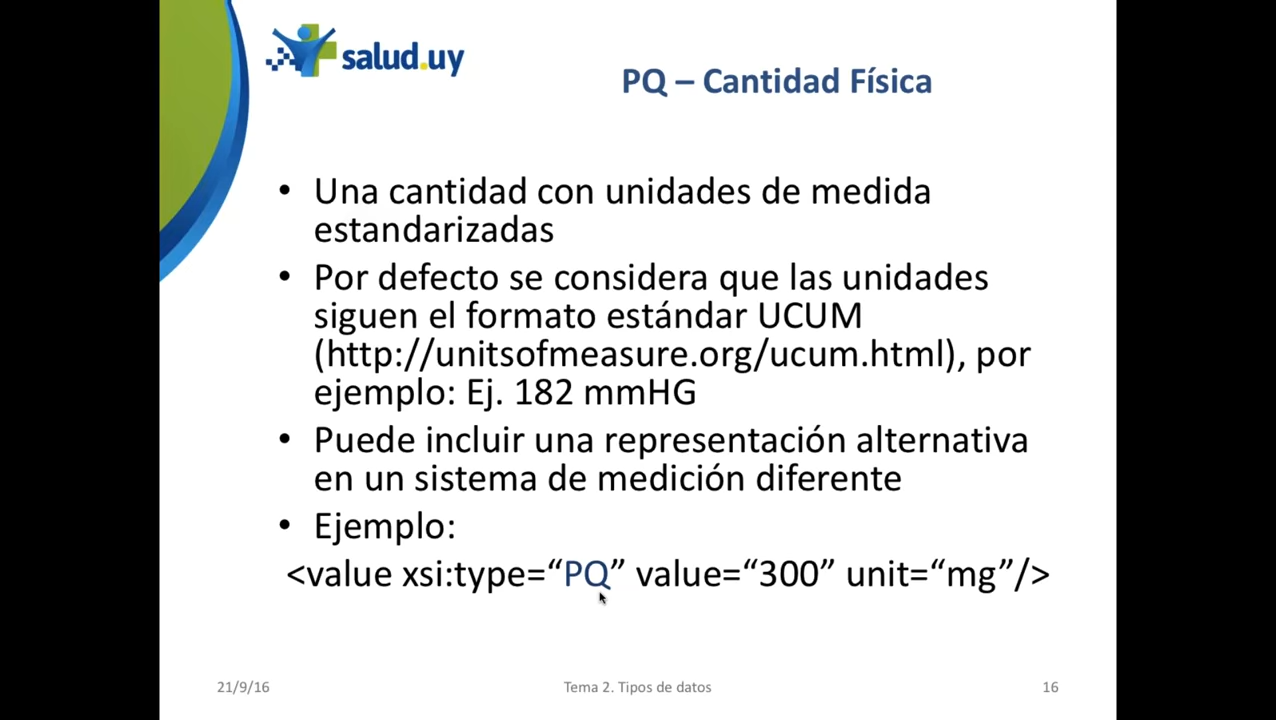 salud.uy
PQ – Cantidad Física
• Una cantidad con unidades de medida
estandarizadas
• Por defecto se considera que las unidades
siguen el formato estándar UCUM
(http://unitsofmeasure.org/ucum.html), por
ejemplo: Ej. 182 mmHG
• Puede incluir una representación alternativa
en un sistema de medición diferente
• Ejemplo:
<value xsi:type=“PQ” value=“300” unit=“mg”/>
21/9/16
Tema 2. Tipos de datos
16